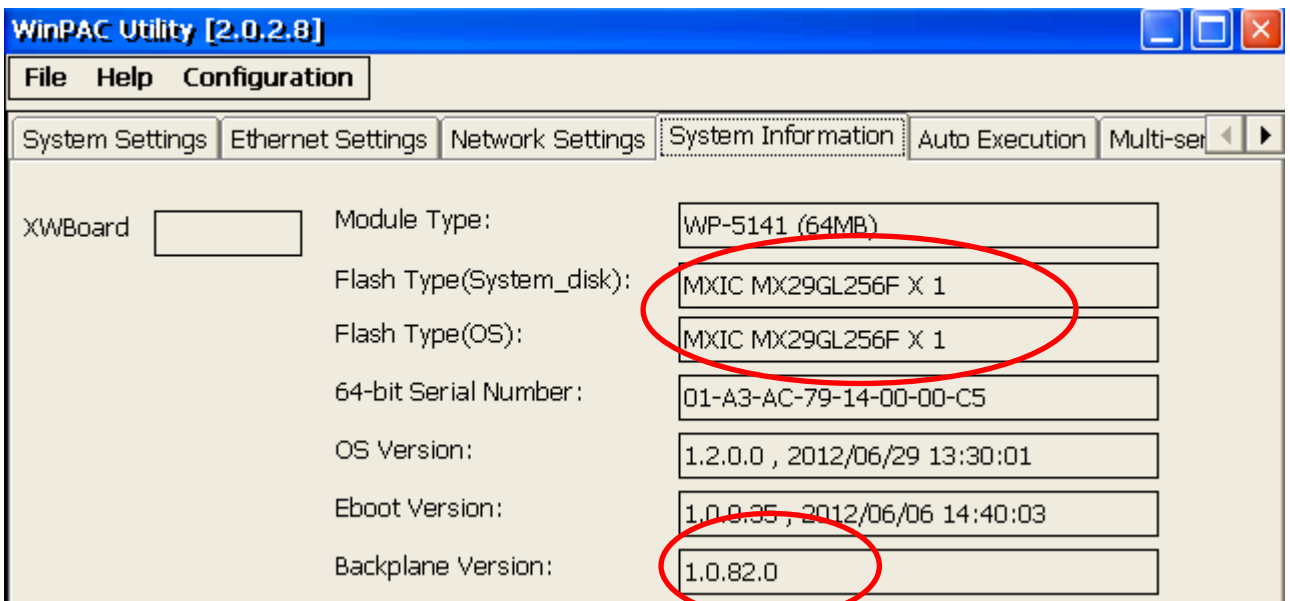 WinPAC Utility [2.0.2.8]
File Help Configuration
System Settings Ethernet Settings Network Settings System Information Auto Execution Multi-ser
XWBoard
Module Type: WP-5141 (64MB)
Flash Type(System_disk): MXIC MX29GL256F X 1
Flash Type(OS): MXIC MX29GL256F X 1
64-bit Serial Number: 01-A3-AC-79-14-00-00-C5
OS Version: 1.2.0.0 , 2012/06/29 13:30:01
Eboot Version: 1.0.0.35 , 2012/06/06 14:40:03
Backplane Version: 1.0.82.0